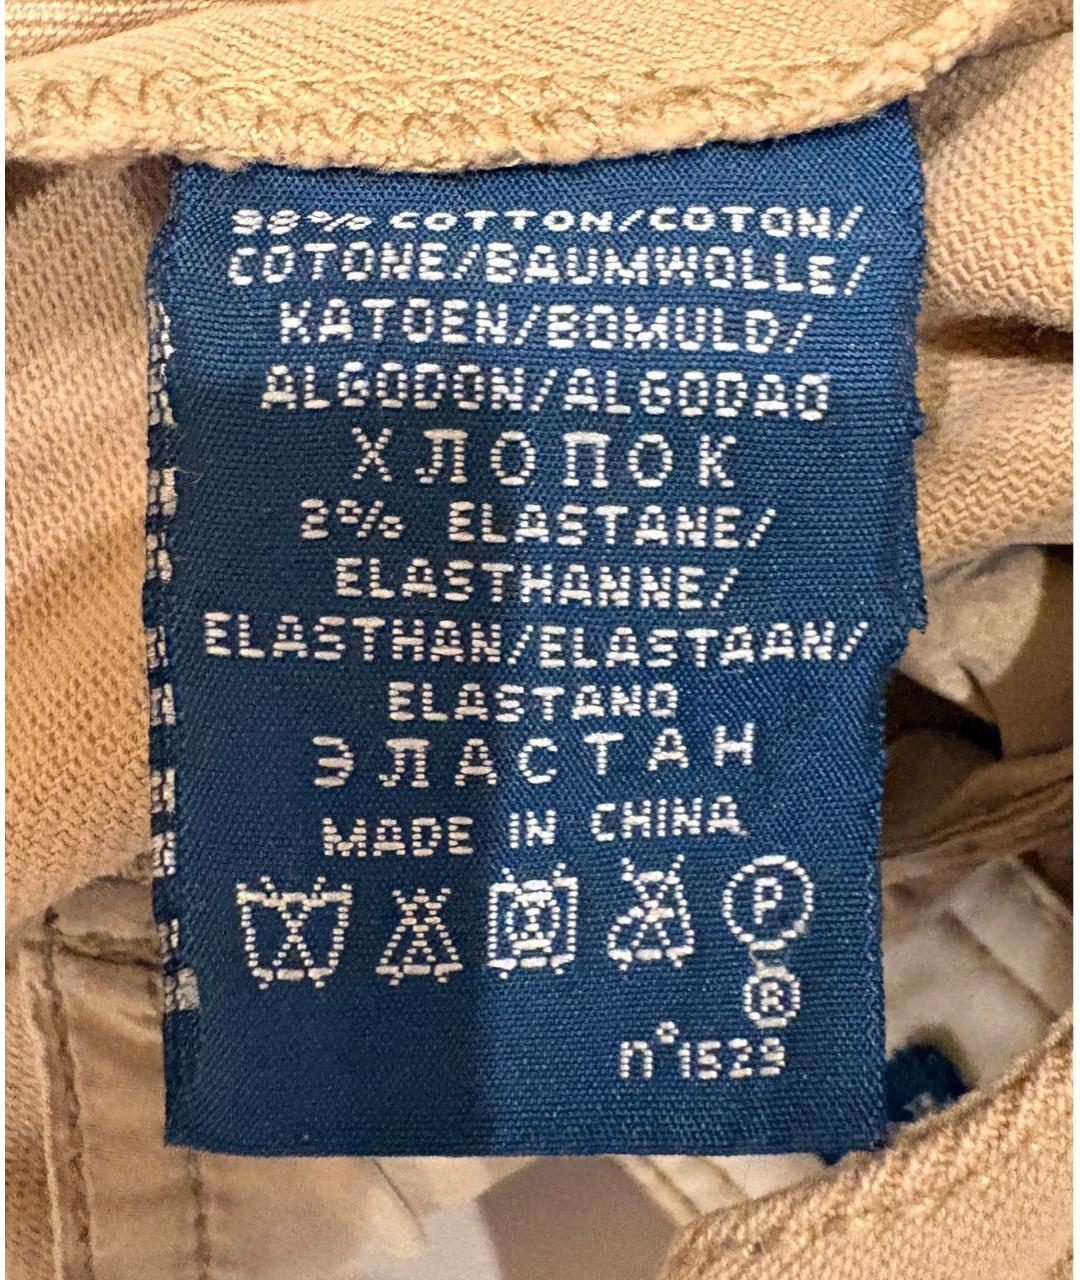 98% COTTON/COTON/
COTONE/BAUMWOLLE/
KATOEN/BOMULD/
ALGODON/ALGODAO
ХЛОПОК
2% ELASTANE/
ELASTHANNE/
ELASTHAN/ELASTAAN/
ELASTANO
ЭЛАСТАН
MADE IN CHINA
P
R
n°1529